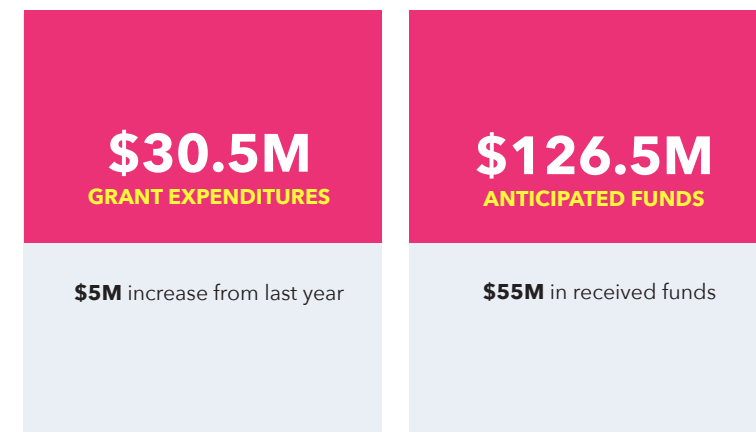 $30.5M
GRANT EXPENDITURES
$5M increase from last year
$126.5M
ANTICIPATED FUNDS
$55M in received funds